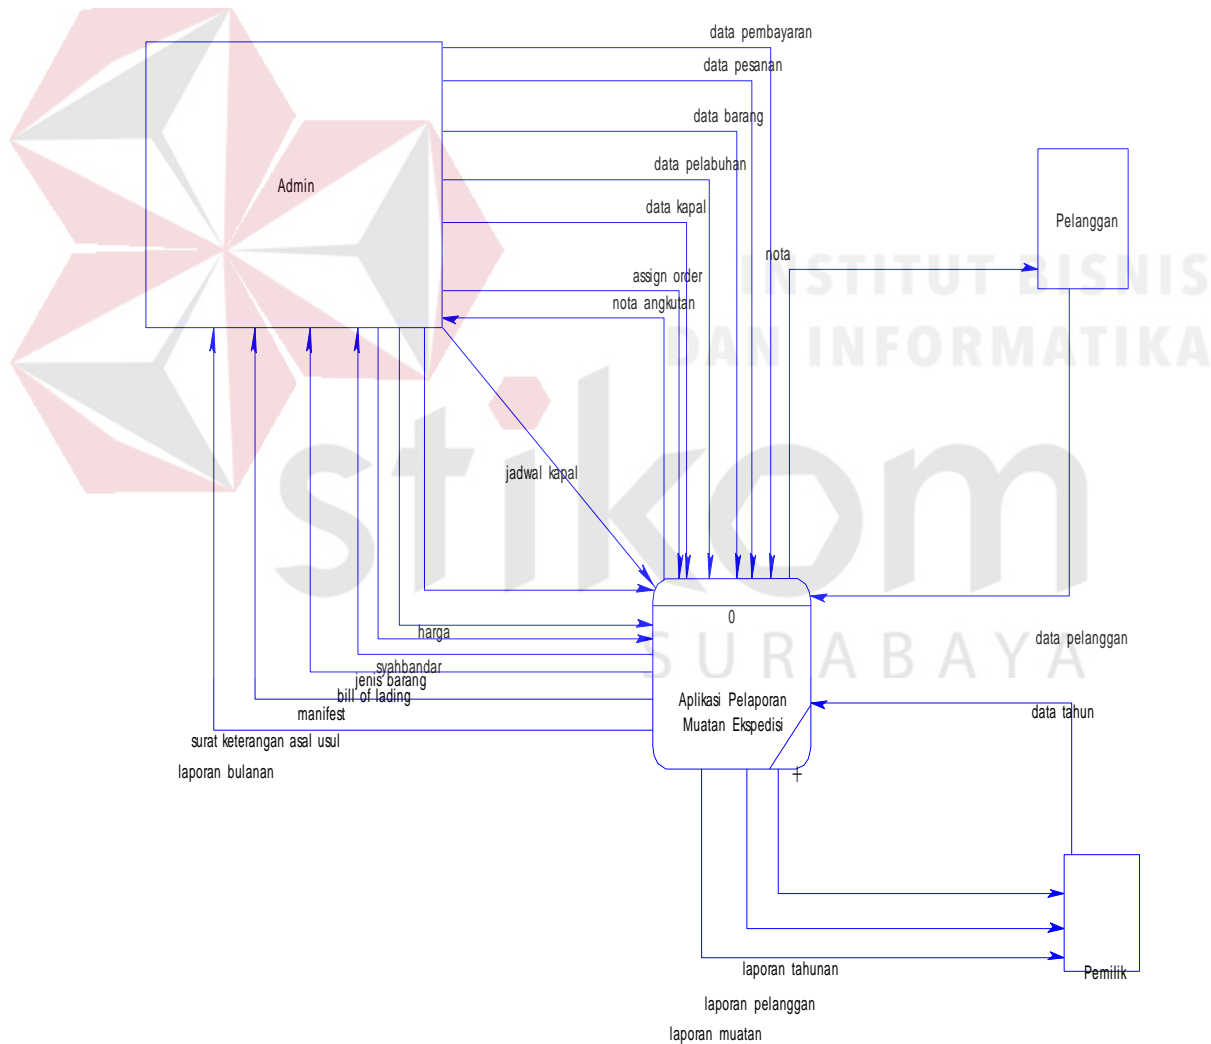 data pembayaran
data pesanan
data barang
data pelabuhan
Admin
data kapal
Pelanggan
nota
assign order
nota angkutan
INSTITUT BISNIS
DAN INFORMATIKA
stikom
SURABAYA
jadwal kapal
0
harga
data pelanggan
syahbandar
jenis barang
bill of lading
Aplikasi Pelaporan
Muatan Ekspedisi
manifest
data tahun
surat keterangan asal usul
laporan bulanan
laporan tahunan
Pemilik
laporan pelanggan
laporan muatan